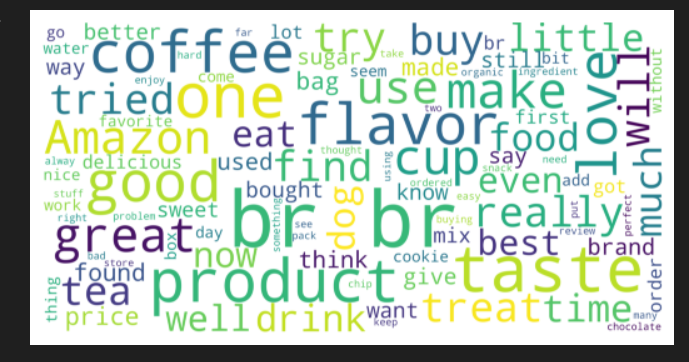 go better far lot try buy br little
water coffee hard sugar still bit
way come seem made organic ingredient without
enjoy bag use make love will
tried one two first
favorite flavor food
Amazon eat cup say
alway delicious used find thought using snack need
nice good bought ordered know even add got much
stuff easy
work sweet dog really put perfect
right problem br br buying review
great day box something see pack mix best brand
bad now think cookie taste
store found product chip give order
thing tea treat time many
price well drink want keep chocolate
take